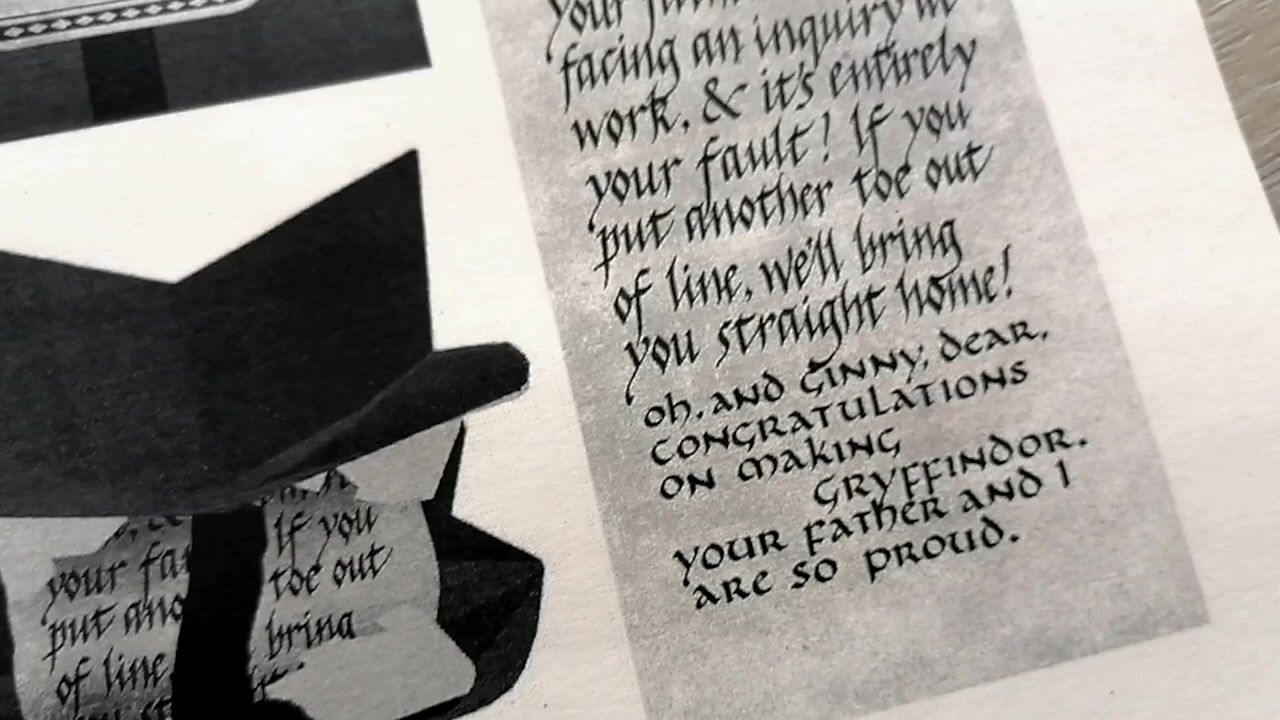 your
facing an inquiry at
work, & it's entirely
your fault! If you
put another toe out
of line, we'll bring
you straight home!
oh, and Ginny, dear,
congratulations
on making
Gryffindor.
your father and I
are so proud.
If you
your
toe out
put
bring
of line